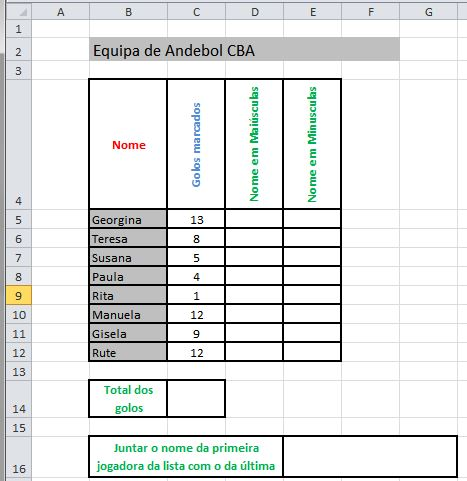 A B C D E F G
1
2 Equipa de Andebol CBA
3
4 Nome Golos marcados Nome em Maiúsculas Nome em Minusculas
5 Georgina 13
6 Teresa 8
7 Susana 5
8 Paula 4
9 Rita 1
10 Manuela 12
11 Gisela 9
12 Rute 12
13
Total dos
14 golos
15
Juntar o nome da primeira
16 jogadora da lista com o da última